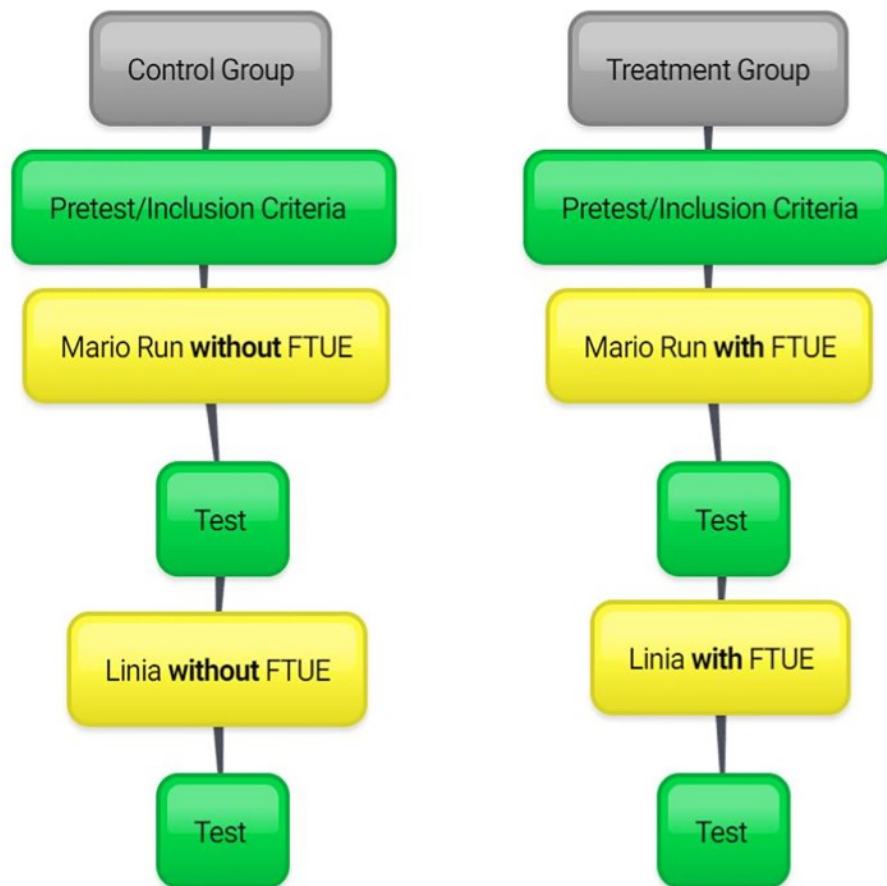 Control Group
Pretest/Inclusion Criteria
Mario Run without FTUE
Test
Linia without FTUE
Test
Treatment Group
Pretest/Inclusion Criteria
Mario Run with FTUE
Test
Linia with FTUE
Test